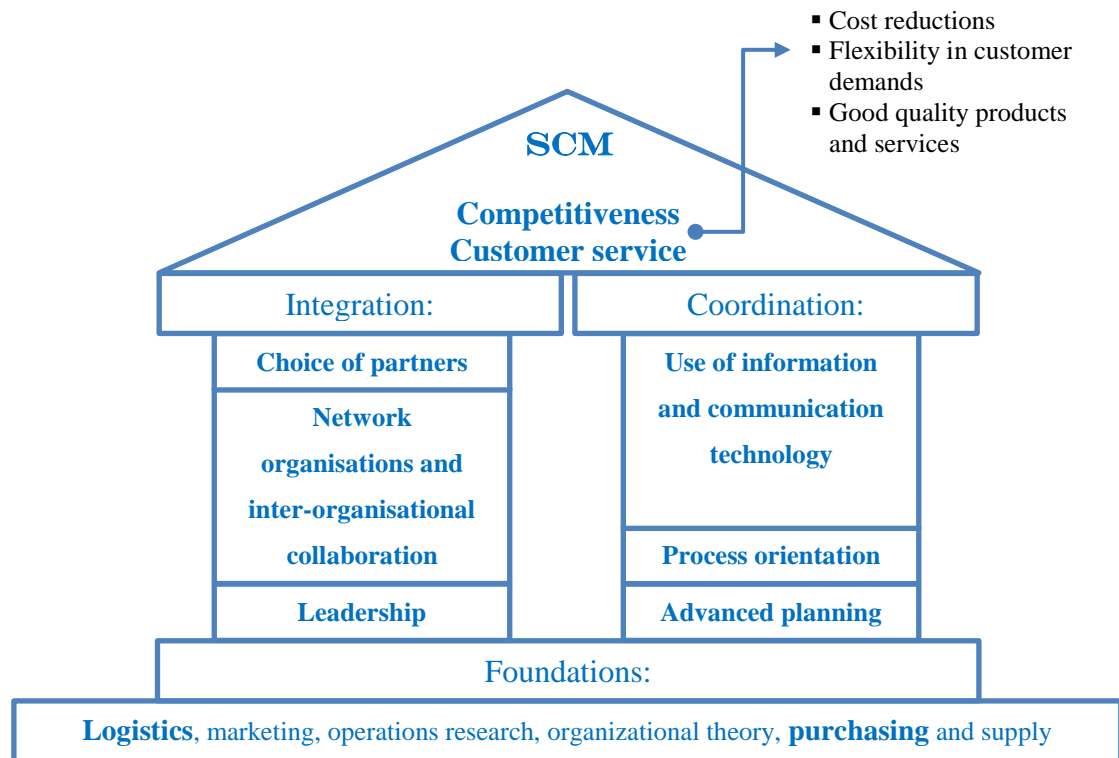 ▪ Cost reductions
▪ Flexibility in customer
demands
▪ Good quality products
and services
SCM
Competitiveness
Customer service
Integration:
Coordination:
Choice of partners
Network
organisations and
inter-organisational
collaboration
Leadership
Use of information
and communication
technology
Process orientation
Advanced planning
Foundations:
Logistics, marketing, operations research, organizational theory, purchasing and supply